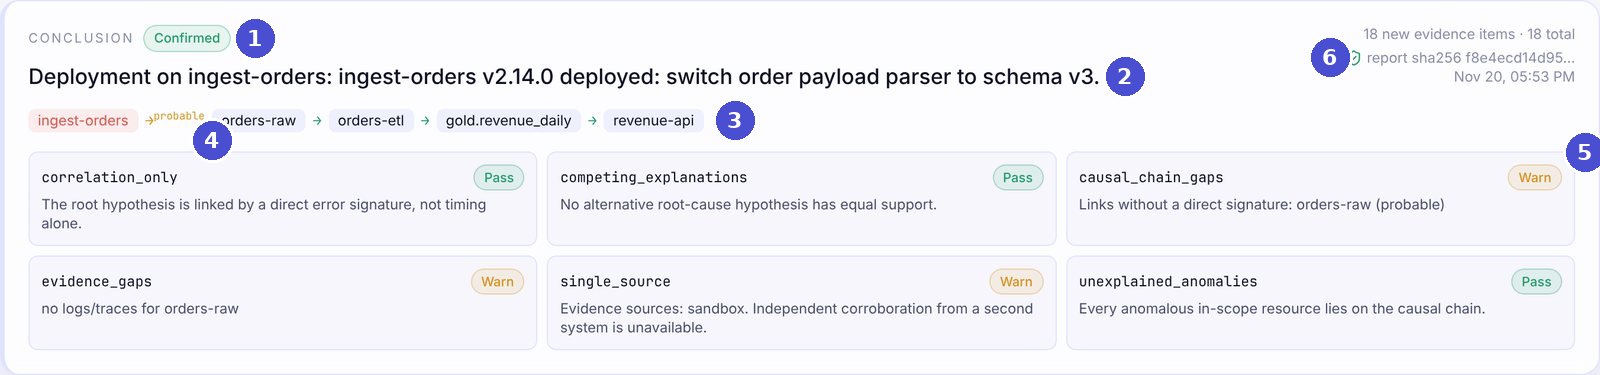 CONCLUSION Confirmed 1
18 new evidence items · 18 total
6 report sha256 f8e4ecd14d95...
Nov 20, 05:53 PM
Deployment on ingest-orders: ingest-orders v2.14.0 deployed: switch order payload parser to schema v3. 2
ingest-orders → probable orders-raw → orders-etl → gold.revenue_daily → revenue-api 3
4
5
correlation_only Pass
The root hypothesis is linked by a direct error signature, not timing
alone.
competing_explanations Pass
No alternative root-cause hypothesis has equal support.
causal_chain_gaps Warn
Links without a direct signature: orders-raw (probable)
evidence_gaps Warn
no logs/traces for orders-raw
single_source Warn
Evidence sources: sandbox. Independent corroboration from a second
system is unavailable.
unexplained_anomalies Pass
Every anomalous in-scope resource lies on the causal chain.